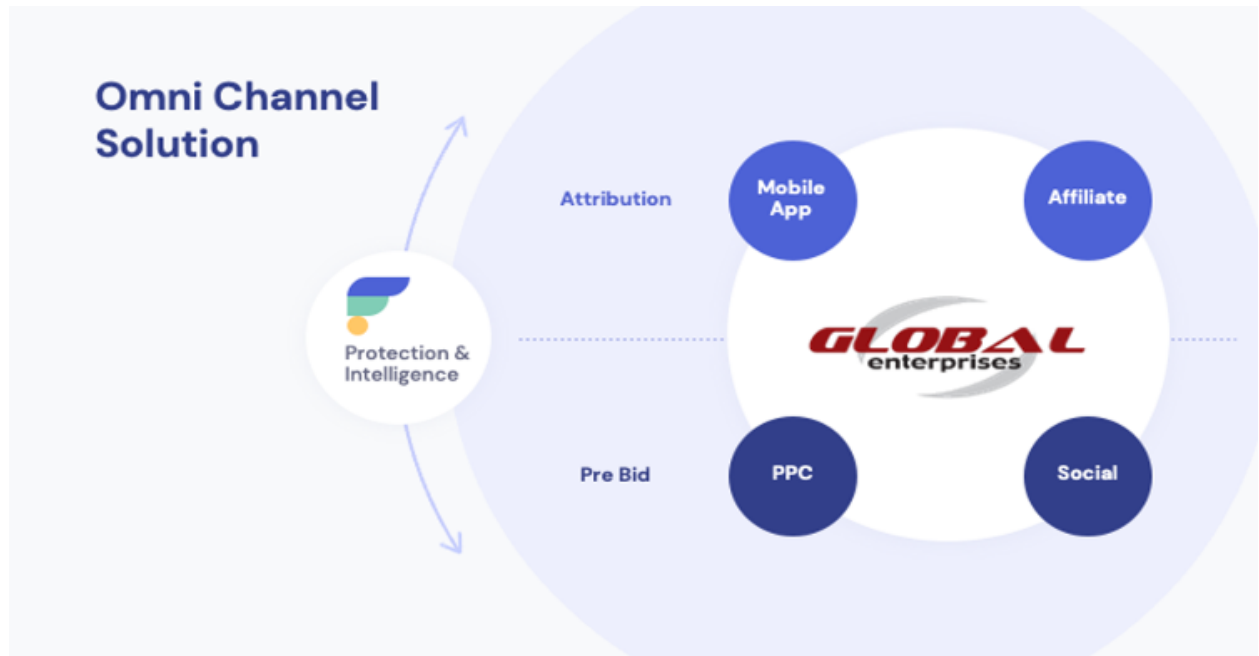 Omni Channel
Solution
Attribution
Mobile
App
Affiliate
Protection &
Intelligence
GLOBAL
enterprises
Pre Bid
PPC
Social